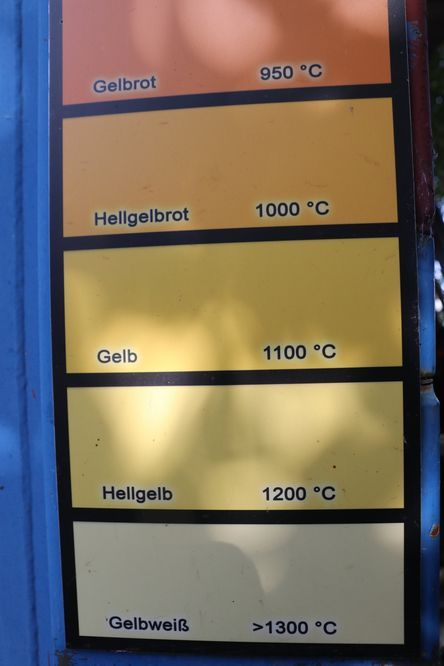 Gelbrot 950 °C
Hellgelbrot 1000 °C
Gelb 1100 °C
Hellgelb 1200 °C
Gelbweiß >1300 °C